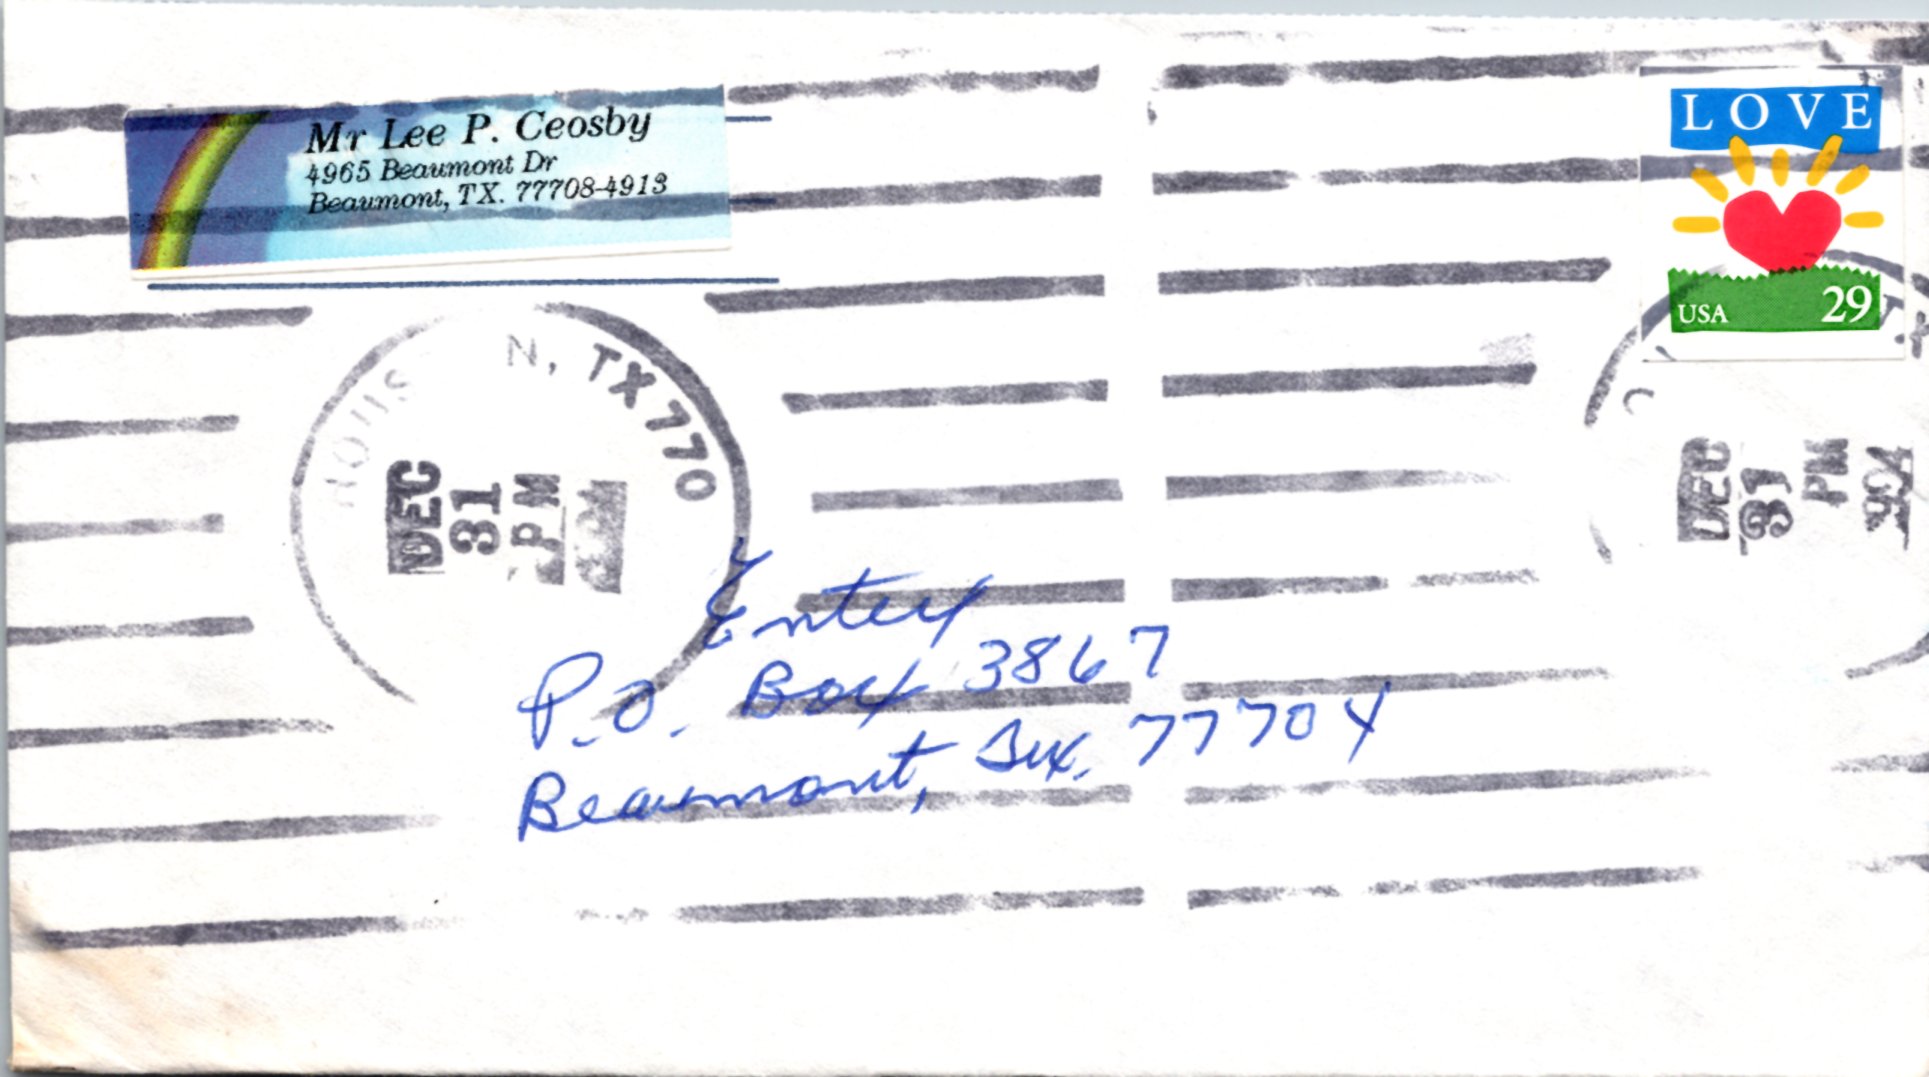 Mr Lee P. Ceosby
4965 Beaumont Dr
Beaumont, TX. 77708-4913
LOVE
USA 29
N, TX 770
DEC
31
PM
DEC
31
PM
Entex
P.O. Box 3867
Beaumont, Tex. 77704